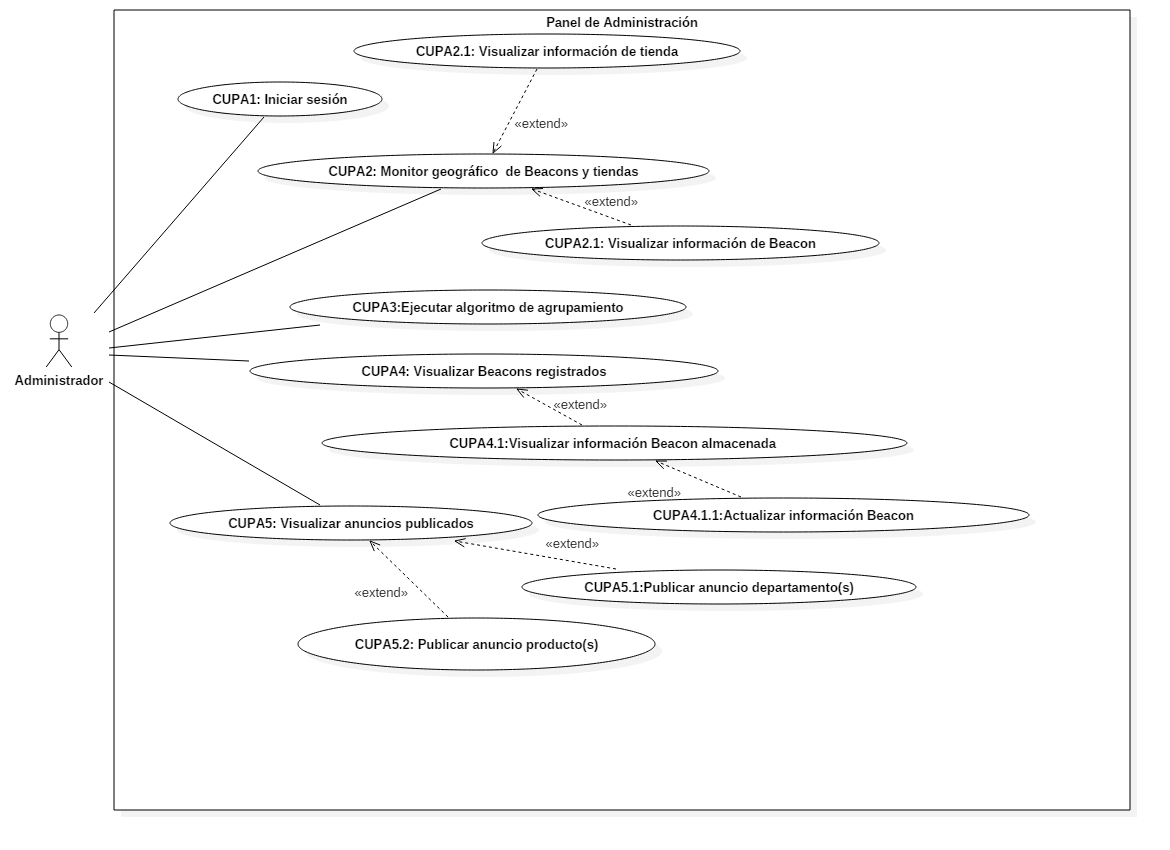 Panel de Administración
CUPA2.1: Visualizar información de tienda
CUPA1: Iniciar sesión
«extend»
CUPA2: Monitor geográfico  de Beacons y tiendas
«extend»
CUPA2.1: Visualizar información de Beacon
CUPA3:Ejecutar algoritmo de agrupamiento
CUPA4: Visualizar Beacons registrados
Administrador
«extend»
CUPA4.1:Visualizar información Beacon almacenada
«extend»
CUPA4.1.1:Actualizar información Beacon
CUPA5: Visualizar anuncios publicados
«extend»
CUPA5.1:Publicar anuncio departamento(s)
«extend»
CUPA5.2: Publicar anuncio producto(s)